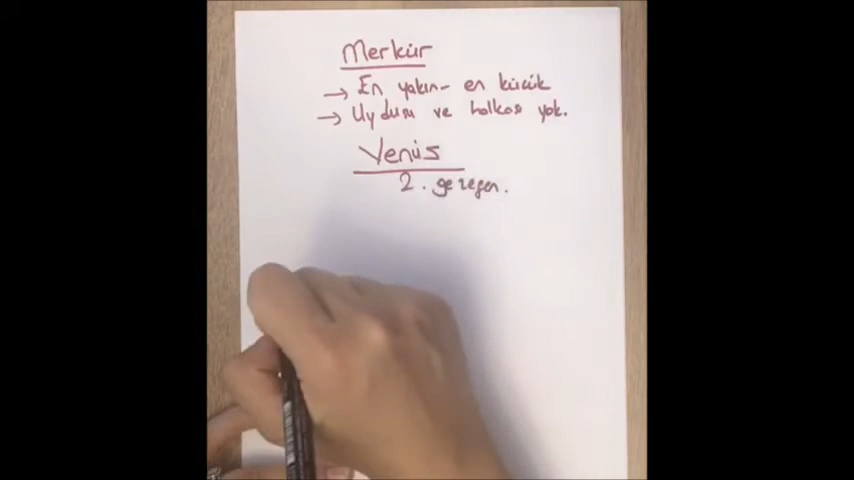 Merkür
→ En yakın - en küçük
→ Uydusu ve halkası yok.
Venüs
2. gezegen.